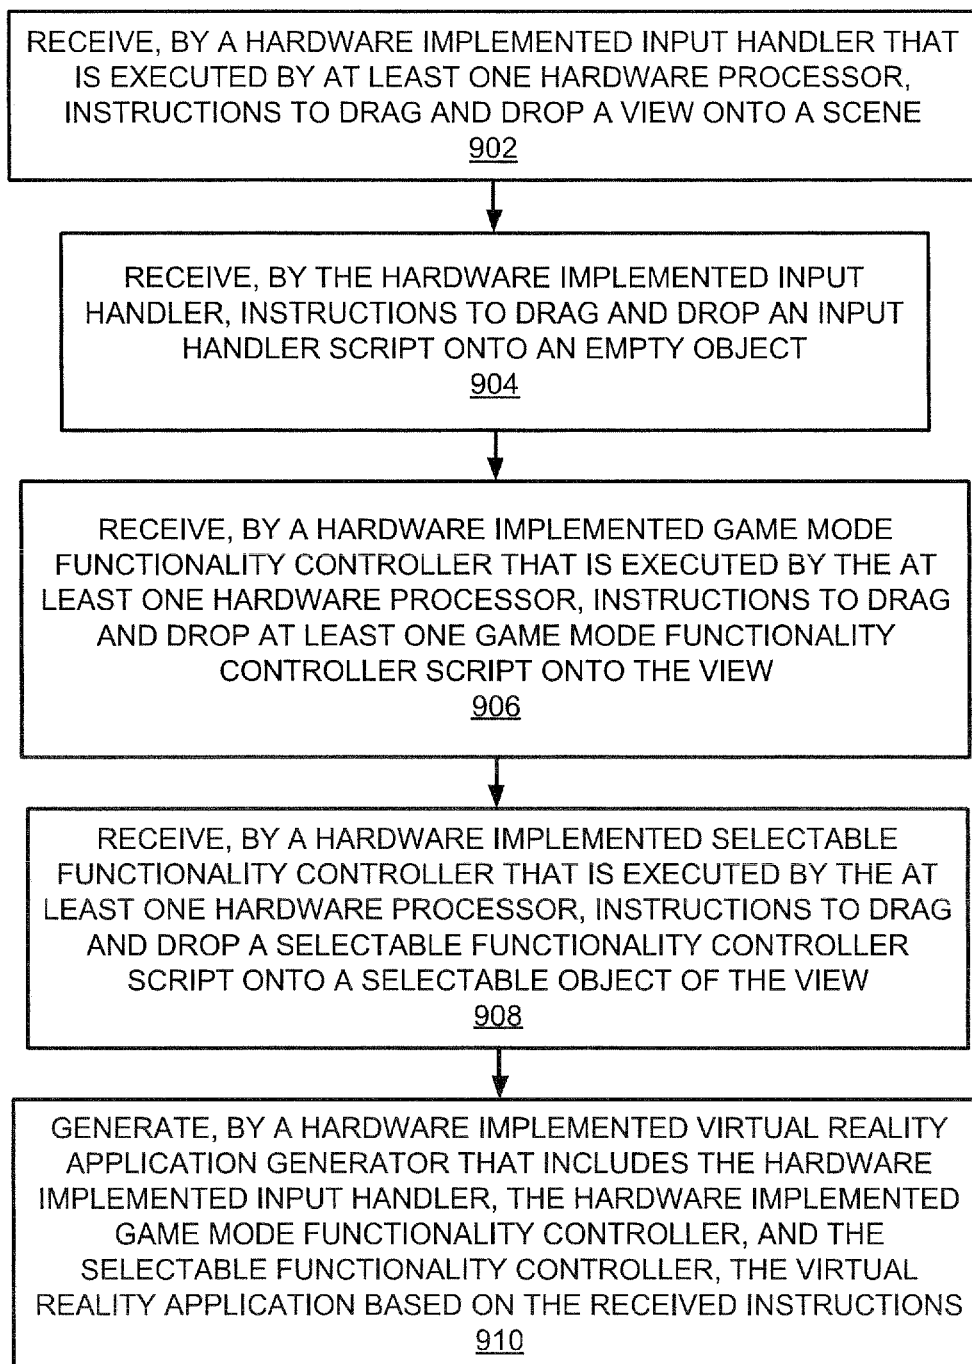 RECEIVE, BY A HARDWARE IMPLEMENTED INPUT HANDLER THAT
IS EXECUTED BY AT LEAST ONE HARDWARE PROCESSOR,
INSTRUCTIONS TO DRAG AND DROP A VIEW ONTO A SCENE
902
RECEIVE, BY THE HARDWARE IMPLEMENTED INPUT
HANDLER, INSTRUCTIONS TO DRAG AND DROP AN INPUT
HANDLER SCRIPT ONTO AN EMPTY OBJECT
904
RECEIVE, BY A HARDWARE IMPLEMENTED GAME MODE
FUNCTIONALITY CONTROLLER THAT IS EXECUTED BY THE AT
LEAST ONE HARDWARE PROCESSOR, INSTRUCTIONS TO DRAG
AND DROP AT LEAST ONE GAME MODE FUNCTIONALITY
CONTROLLER SCRIPT ONTO THE VIEW
906
RECEIVE, BY A HARDWARE IMPLEMENTED SELECTABLE
FUNCTIONALITY CONTROLLER THAT IS EXECUTED BY THE AT
LEAST ONE HARDWARE PROCESSOR, INSTRUCTIONS TO DRAG
AND DROP A SELECTABLE FUNCTIONALITY CONTROLLER
SCRIPT ONTO A SELECTABLE OBJECT OF THE VIEW
908
GENERATE, BY A HARDWARE IMPLEMENTED VIRTUAL REALITY
APPLICATION GENERATOR THAT INCLUDES THE HARDWARE
IMPLEMENTED INPUT HANDLER, THE HARDWARE IMPLEMENTED
GAME MODE FUNCTIONALITY CONTROLLER, AND THE
SELECTABLE FUNCTIONALITY CONTROLLER, THE VIRTUAL
REALITY APPLICATION BASED ON THE RECEIVED INSTRUCTIONS
910